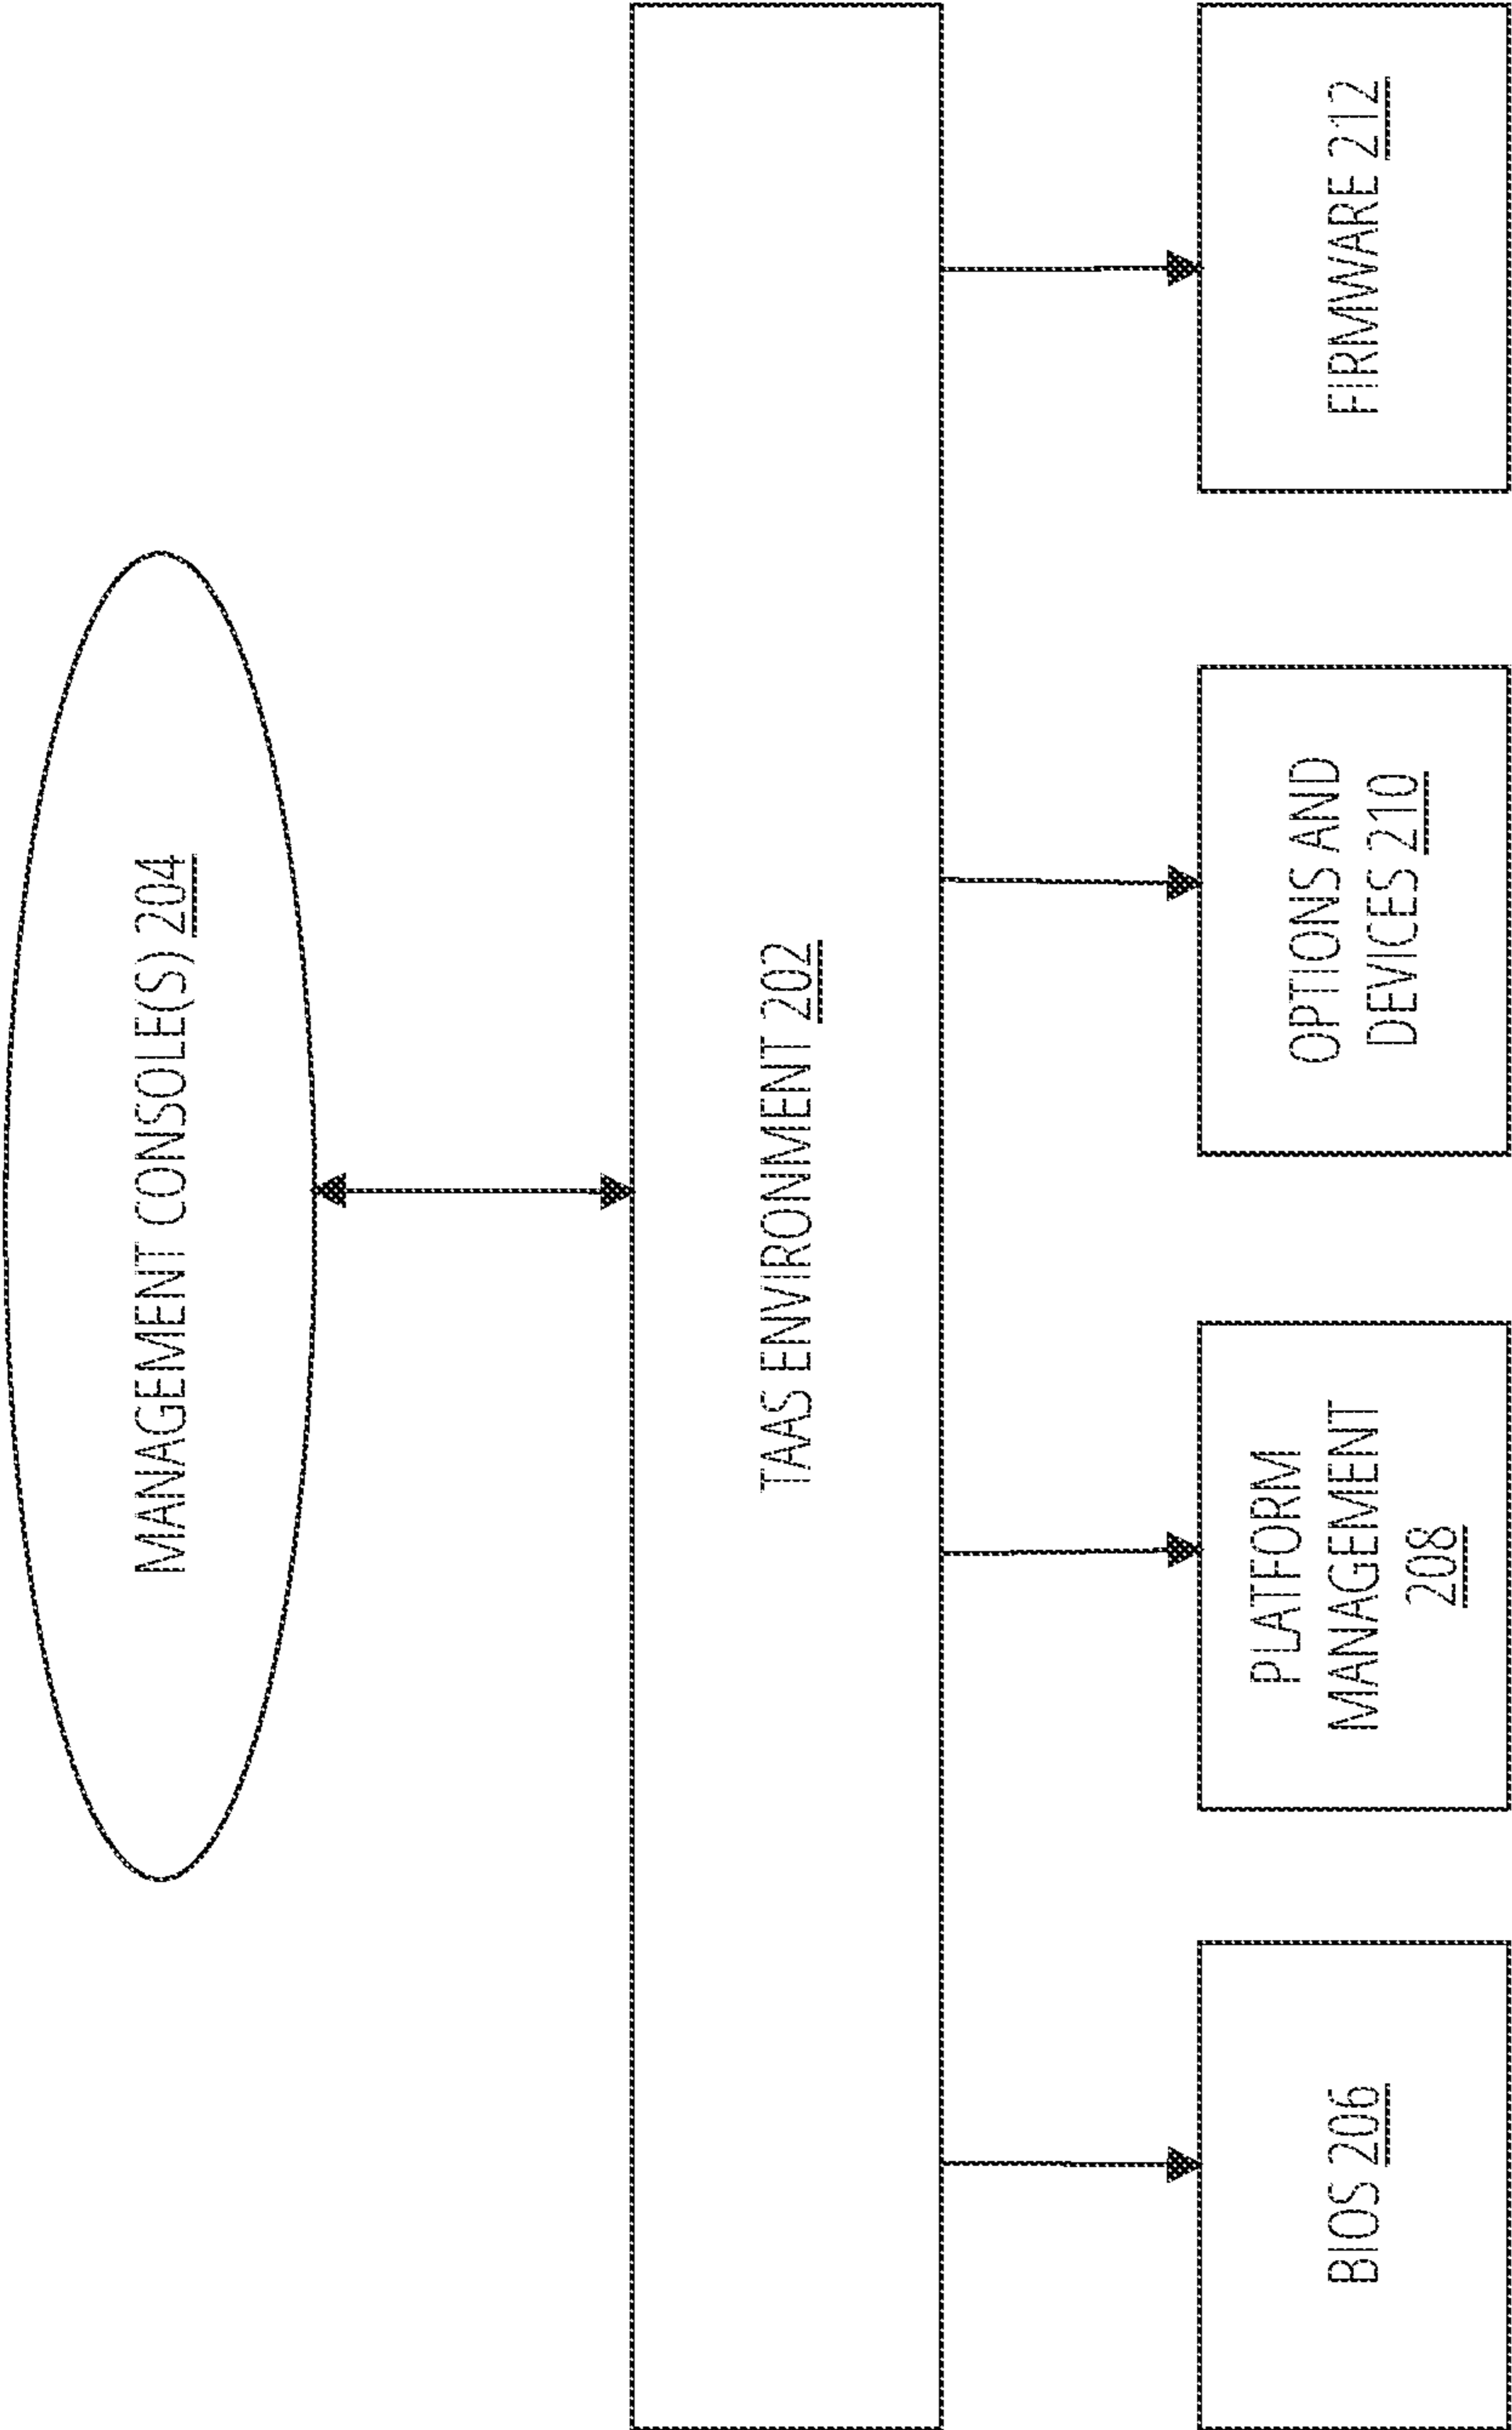 MANAGEMENT CONSOLE(S) 204
TAAS ENVIRONMENT 202
BIOS 206
PLATFORM
MANAGEMENT
208
OPTIONS AND
DEVICES 210
FIRMWARE 212